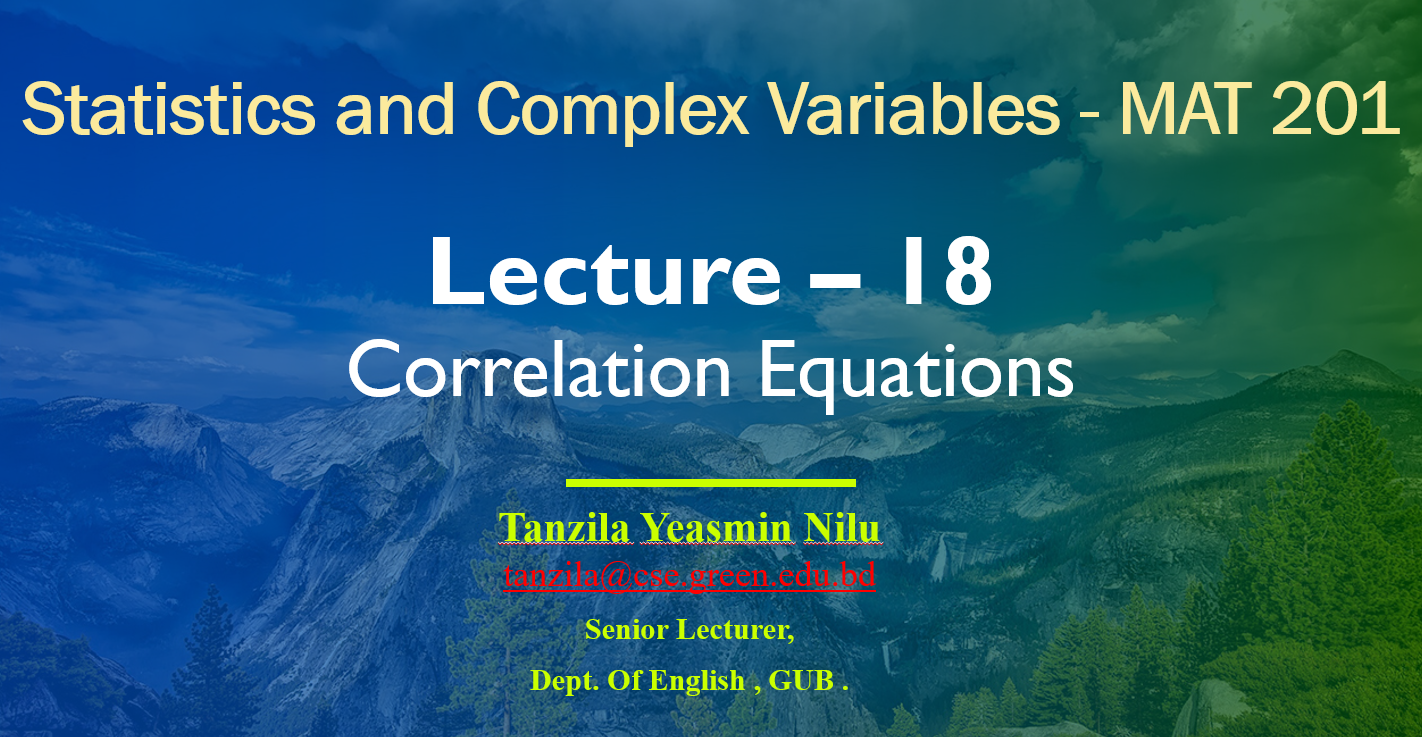 Statistics and Complex Variables - MAT 201
Lecture – 18
Correlation Equations
Tanzila Yeasmin Nilu
tanzila@csc.green.edu.bd
Senior Lecturer,
Dept. Of English , GUB .